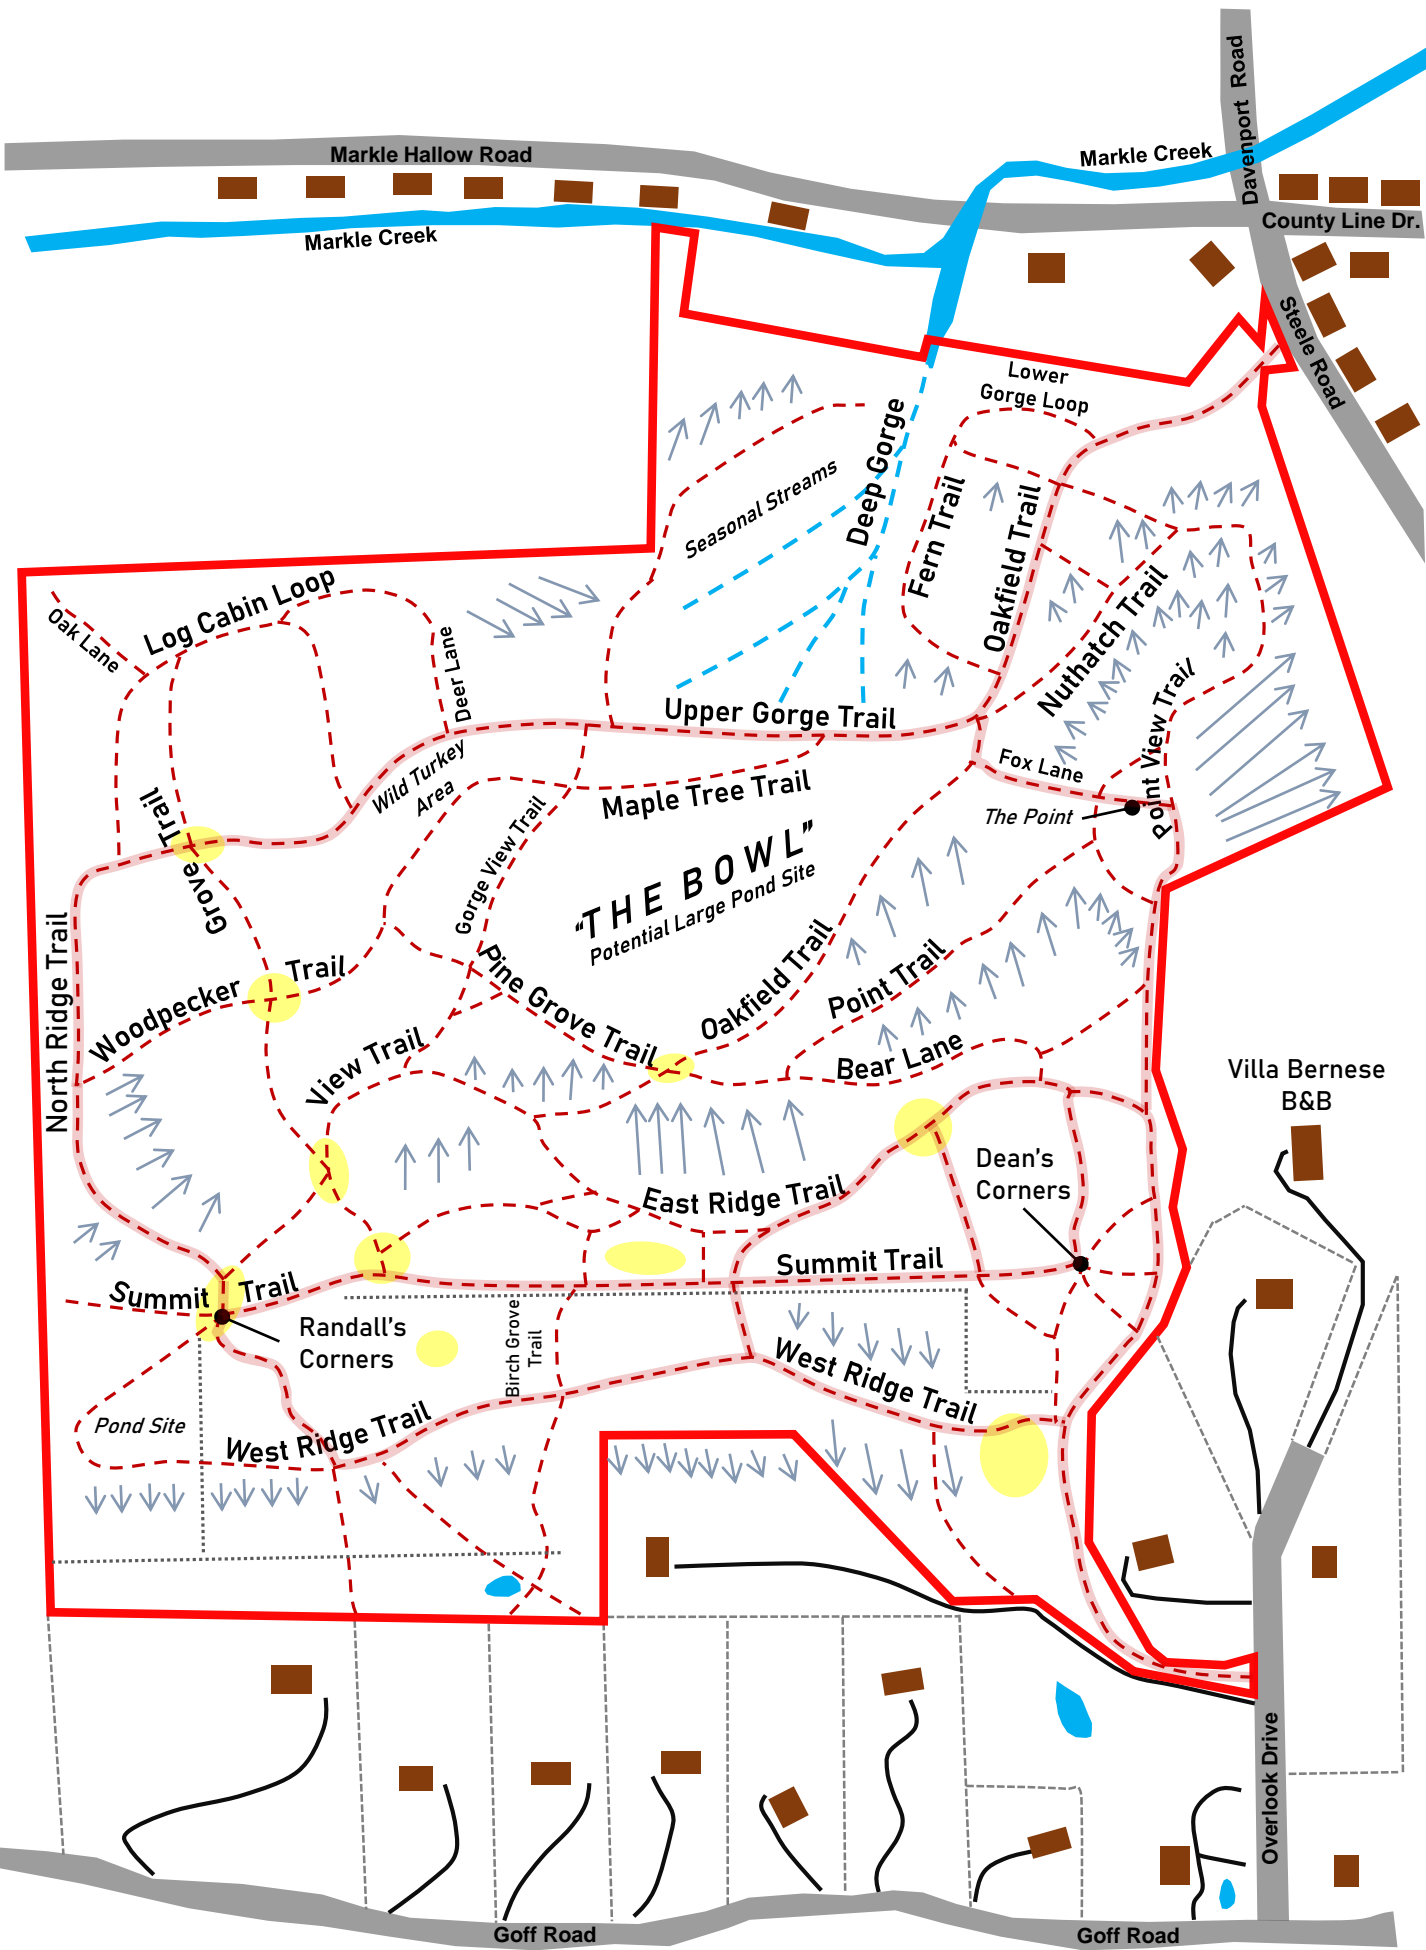 Davenport Road
Markle Hallow Road
Markle Creek
County Line Dr.
Markle Creek
Steele Road
Lower
Gorge Loop
Deep Gorge
Seasonal Streams
Fern Trail
Oakfield Trail
Nuthatch Trail
Log Cabin Loop
Oak Lane
Deer Lane
Point View Trail
Upper Gorge Trail
Wild Turkey
Area
Fox Lane
Maple Tree Trail
The Point
Grove Trail
Gorge View Trail
"THE BOWL"
Potential Large Pond Site
North Ridge Trail
Woodpecker Trail
Pine Grove Trail
Oakfield Trail
Point Trail
View Trail
Bear Lane
Villa Bernese
B&B
Dean's
Corners
East Ridge Trail
Summit Trail
Summit Trail
Randall's
Corners
Birch Grove
Trail
West Ridge Trail
Pond Site
West Ridge Trail
Overlook Drive
Goff Road
Goff Road